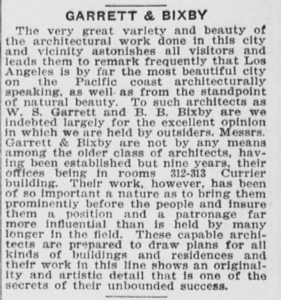 GARRETT & BIXBY
The very great variety and beauty of
the architectural work done in this city
and vicinity astonishes all visitors and
leads them to remark frequently that Los
Angeles is by far the most beautiful city
on the Pacific coast architecturally
speaking, as well as from the standpoint
of natural beauty. To such architects as
W. S. Garrett and B. B. Bixby we are
indebted largely for the excellent opinion
in which we are held by outsiders. Messrs.
Garrett & Bixby are not by any means
among the older class of architects, hav-
ing been established but nine years, their
offices being in rooms 312-313 Currier
building. Their work, however, has been
of so important a nature as to bring them
prominently before the people and insure
them a position and a patronage far
more influential than is held by many
longer in the field. These capable archi-
tects are prepared to draw plans for all
kinds of buildings and residences and
their work in this line shows an original-
ity and artistic detail that is one of the
secrets of their unbounded success.